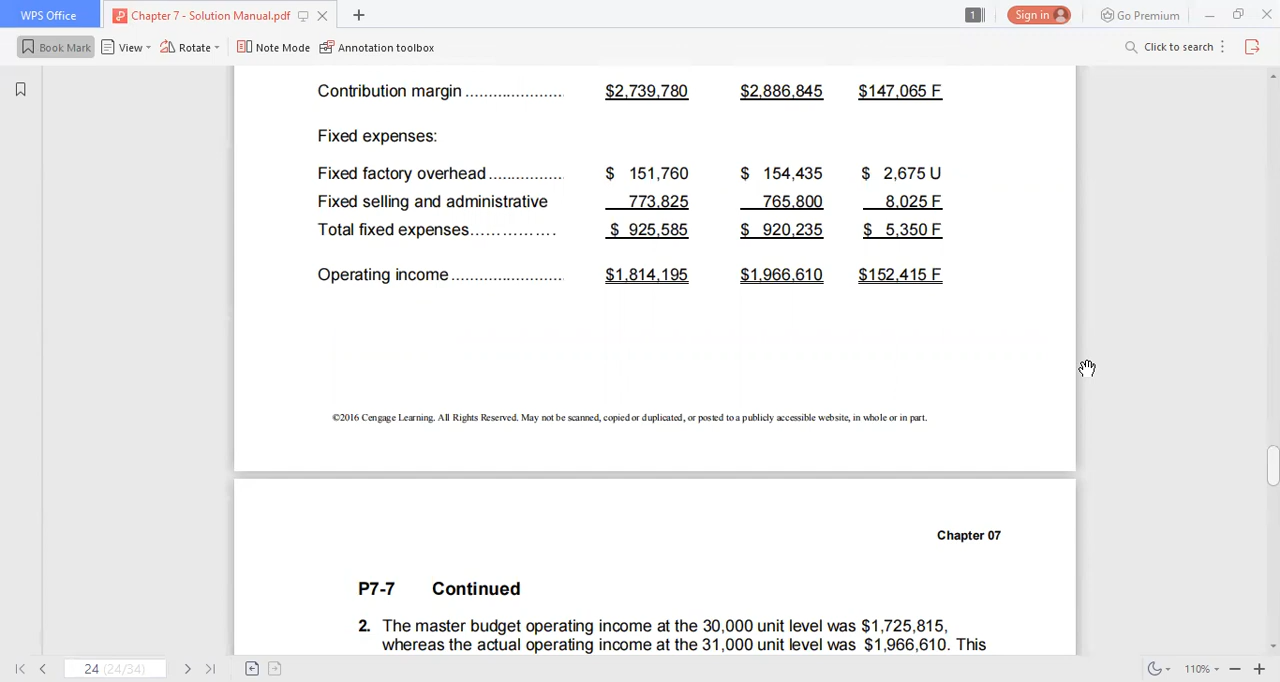 WPS Office
Chapter 7 - Solution Manual.pdf
1
Sign in
Go Premium
Book Mark
View
Rotate
Note Mode
Annotation toolbox
Click to search
Contribution margin ..................... $2,739,780 $2,886,845 $147,065 F
Fixed expenses:
Fixed factory overhead ................ $ 151,760 $ 154,435 $ 2,675 U
Fixed selling and administrative 773,825 765,800 8,025 F
Total fixed expenses................ $ 925,585 $ 920,235 $ 5,350 F
Operating income ........................ $1,814,195 $1,966,610 $152,415 F
©2016 Cengage Learning. All Rights Reserved. May not be scanned, copied or duplicated, or posted to a publicly accessible website, in whole or in part.
Chapter 07
P7-7 Continued
2. The master budget operating income at the 30,000 unit level was $1,725,815,
whereas the actual operating income at the 31,000 unit level was $1,966,610. This
24 (24/34)
110%